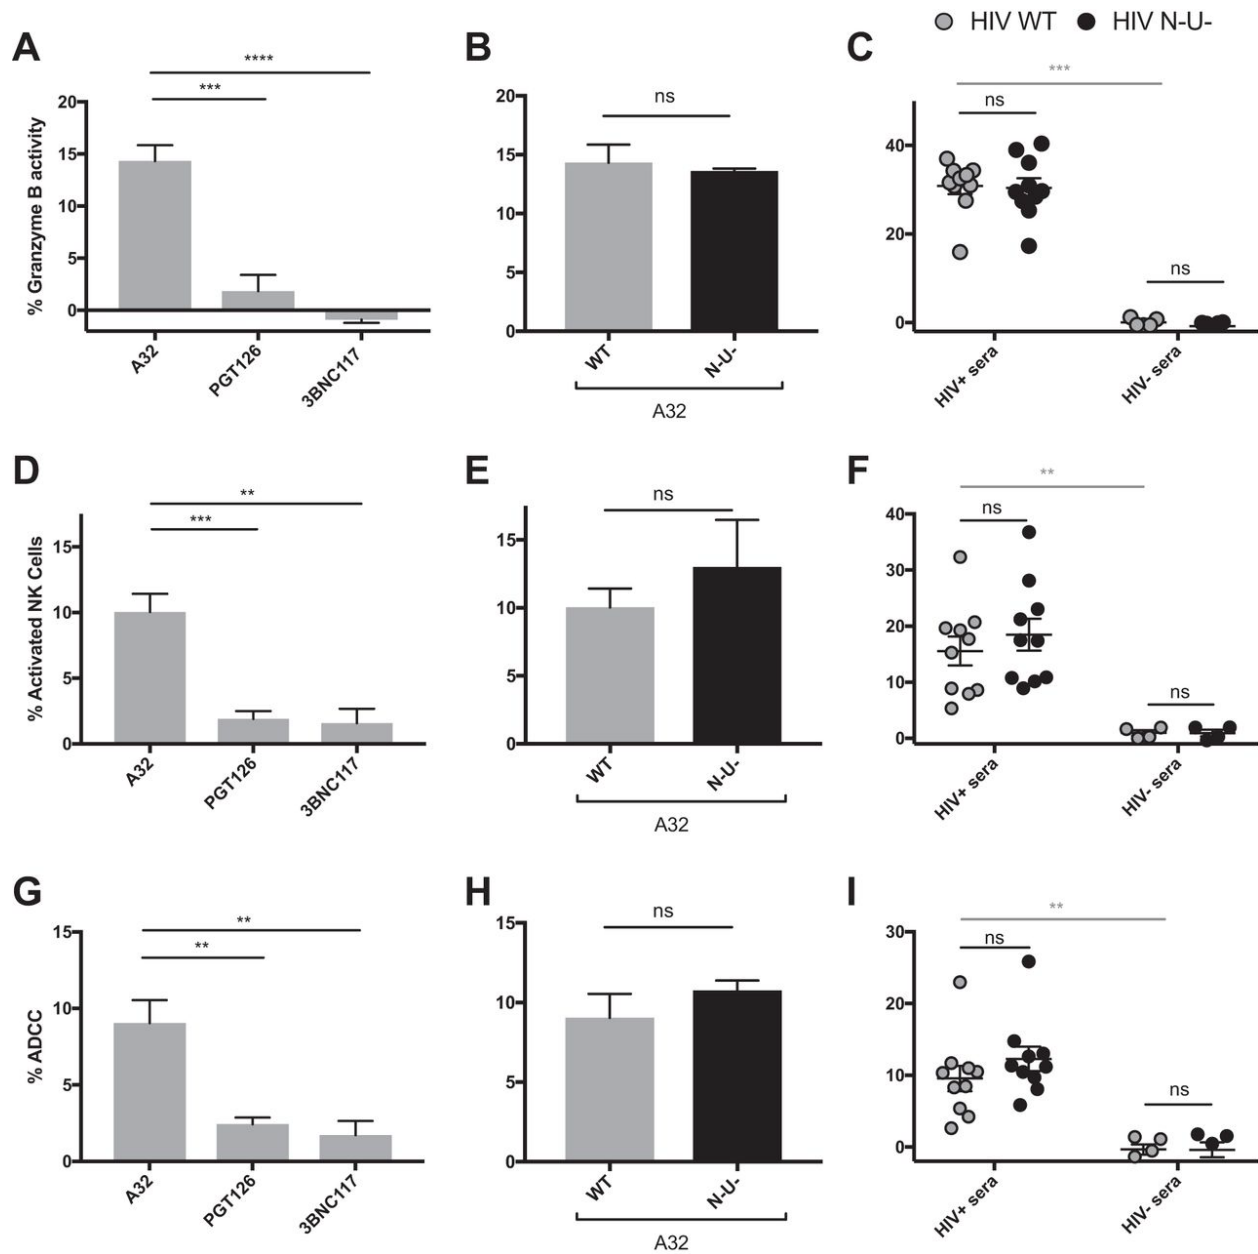 HIV WT HIV N-U-
A
% Granzyme B activity
****
***
20
15
10
5
0
A32 PGT126 3BNC117
B
ns
20
15
10
5
0
WT N-U-
A32
C
***
ns
40
20
0
ns
HIV+ sera HIV- sera
D
% Activated NK Cells
**
***
15
10
5
0
A32 PGT126 3BNC117
E
ns
15
10
5
0
WT N-U-
A32
F
**
ns
40
30
20
10
0
ns
HIV+ sera HIV- sera
G
% ADCC
**
**
15
10
5
0
A32 PGT126 3BNC117
H
ns
15
10
5
0
WT N-U-
A32
I
**
ns
30
20
10
0
ns
HIV+ sera HIV- sera